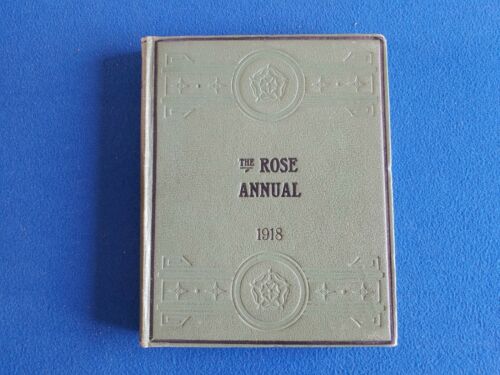 THE ROSE
ANNUAL
1918